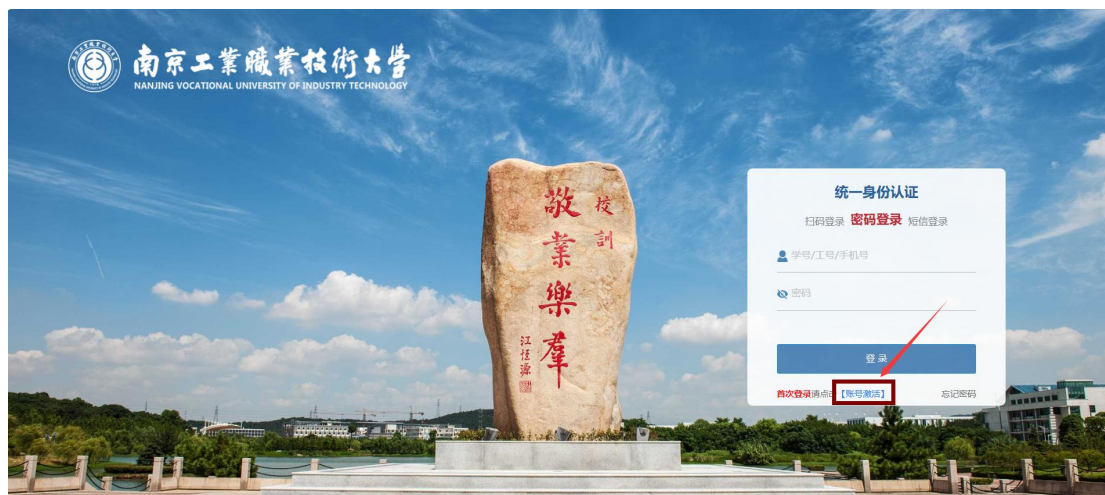 南京工業職業技術大學
NANJING VOCATIONAL UNIVERSITY OF INDUSTRY TECHNOLOGY
校訓
敬業樂羣
江恒源
统一身份认证
扫码登录 密码登录 短信登录
学号/工号/手机号
密码
登 录
首次登录请点击【账号激活】 忘记密码